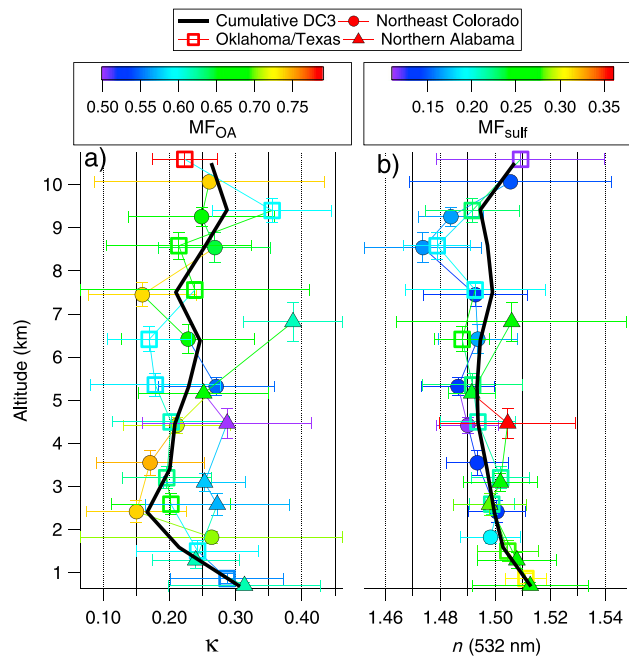 Cumulative DC3 Northeast Colorado
Oklahoma/Texas Northern Alabama
0.50 0.55 0.60 0.65 0.70 0.75
MF_OA
0.15 0.20 0.25 0.30 0.35
MF_sulf
a)
b)
10
9
8
7
6
5
4
3
2
1
Altitude (km)
0.10 0.20 0.30 0.40
κ
1.46 1.48 1.50 1.52 1.54
n (532 nm)